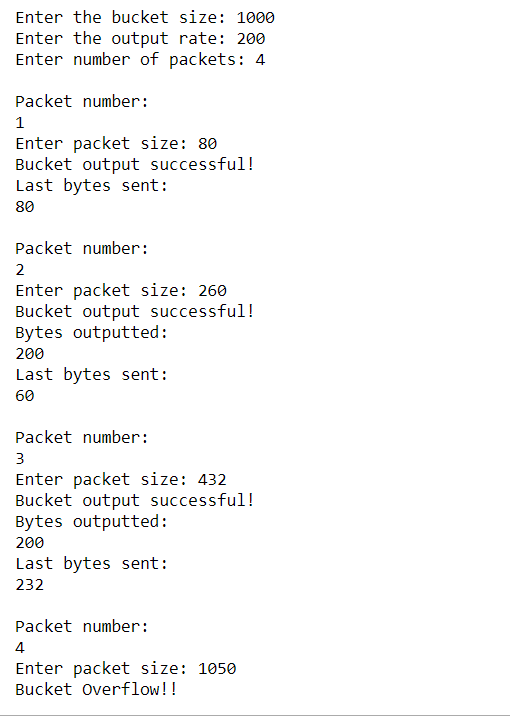 Enter the bucket size: 1000
Enter the output rate: 200
Enter number of packets: 4
Packet number:
1
Enter packet size: 80
Bucket output successful!
Last bytes sent:
80
Packet number:
2
Enter packet size: 260
Bucket output successful!
Bytes outputted:
200
Last bytes sent:
60
Packet number:
3
Enter packet size: 432
Bucket output successful!
Bytes outputted:
200
Last bytes sent:
232
Packet number:
4
Enter packet size: 1050
Bucket Overflow!!